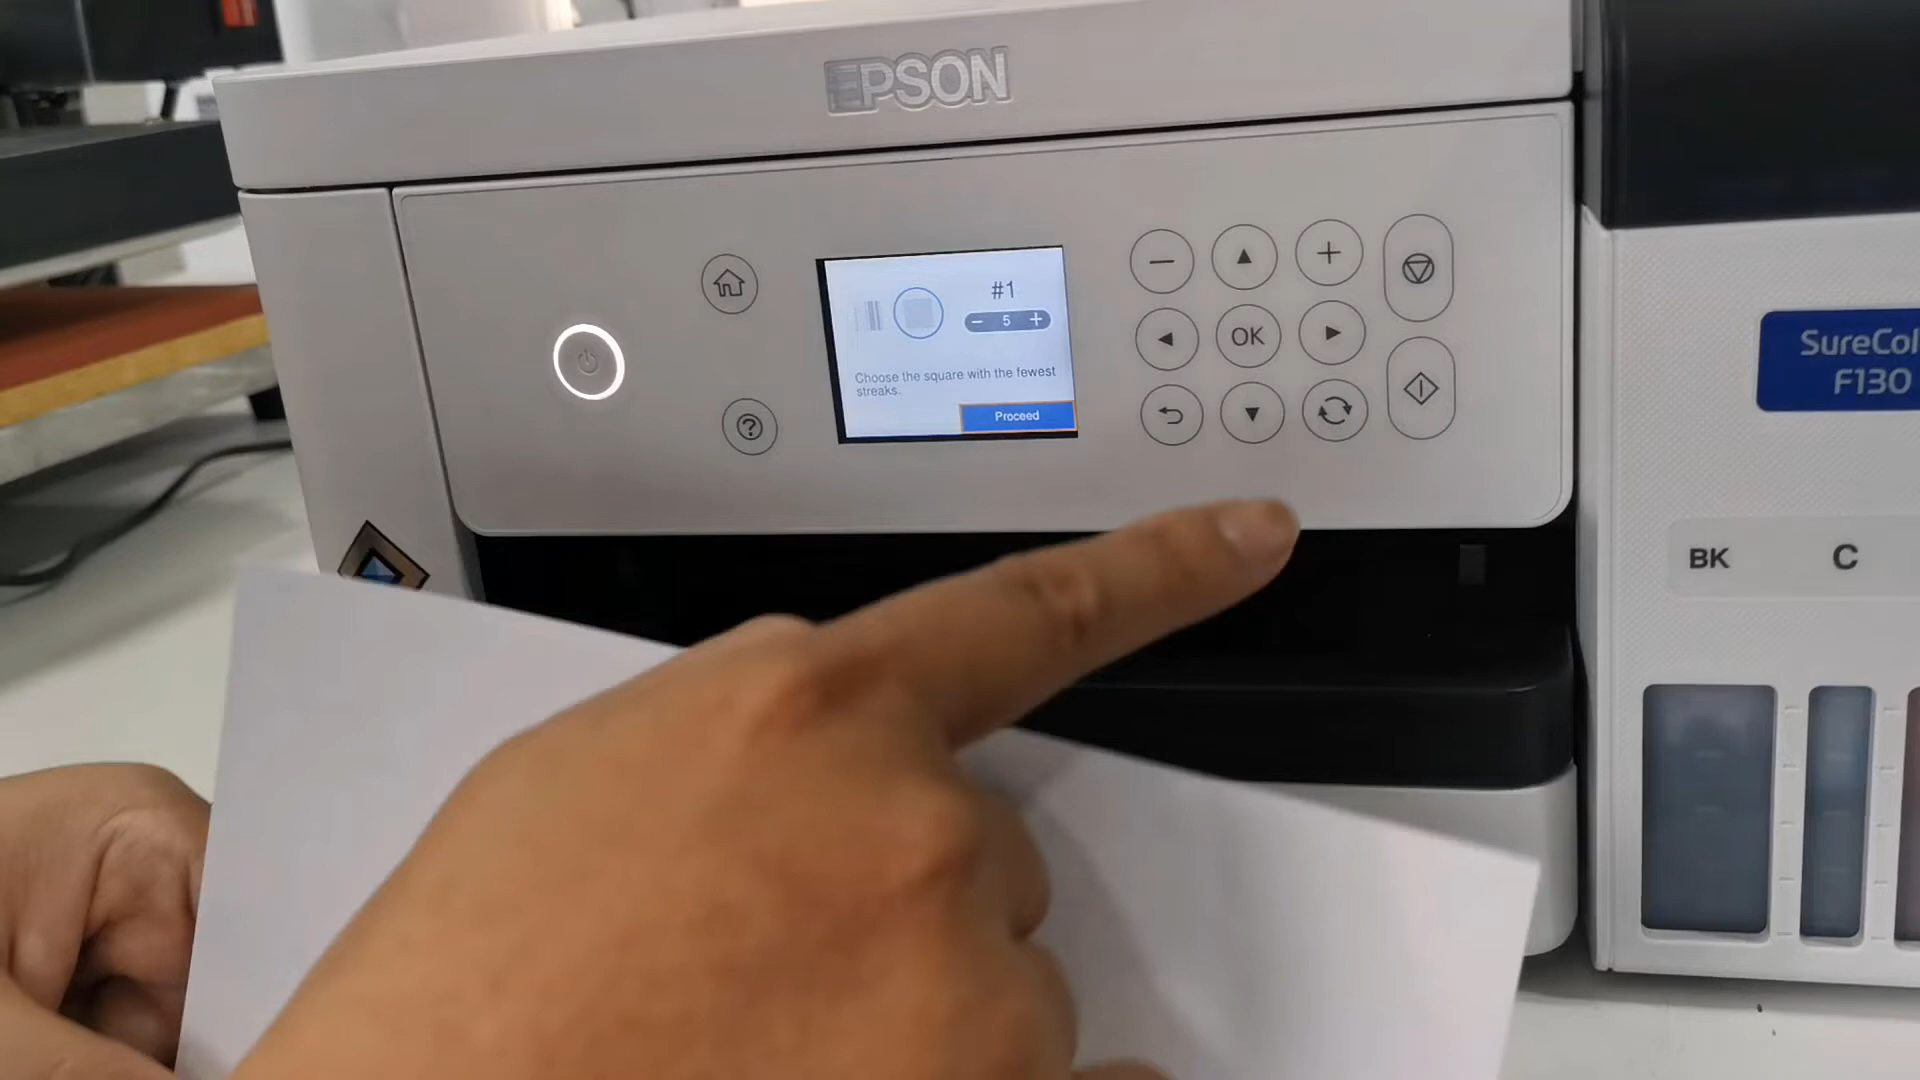 EPSON
#1
− 5 +
Choose the square with the fewest
streaks.
Proceed
OK
SureCol
F130
BK
C